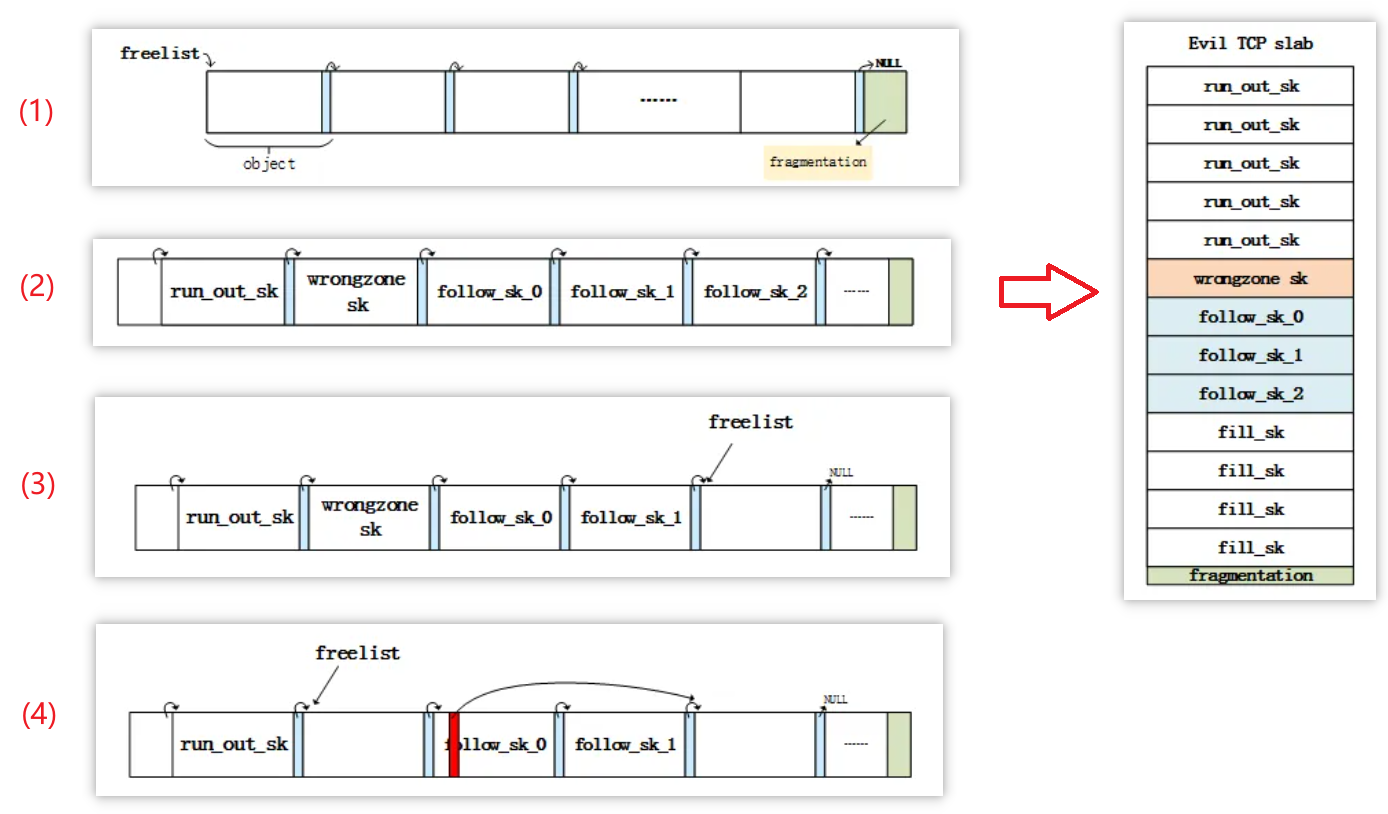 (1)
freelist
NULL
......
object
fragmentation
(2)
run_out_sk
wrongzone
sk
follow_sk_0
follow_sk_1
follow_sk_2
......
(3)
freelist
NULL
run_out_sk
wrongzone
sk
follow_sk_0
follow_sk_1
......
(4)
freelist
NULL
run_out_sk
follow_sk_0
follow_sk_1
......
Evil TCP slab
run_out_sk
run_out_sk
run_out_sk
run_out_sk
run_out_sk
wrongzone sk
follow_sk_0
follow_sk_1
follow_sk_2
fill_sk
fill_sk
fill_sk
fill_sk
fragmentation